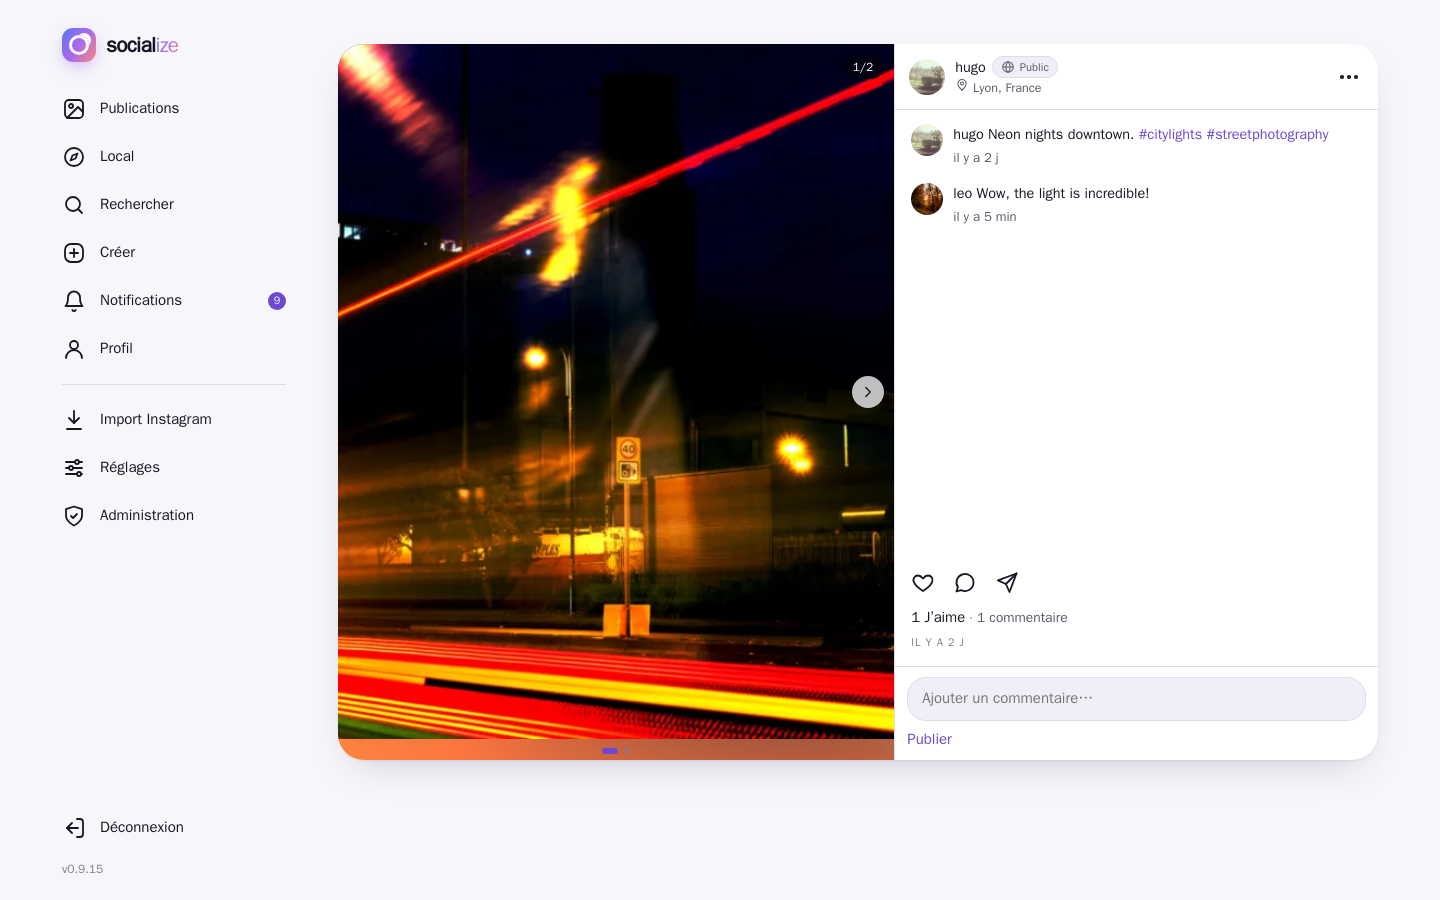 socialize
Publications
Local
Rechercher
Créer
Notifications
9
Profil
Import Instagram
Réglages
Administration
Déconnexion
v0.9.15
1/2
40
hugo
Public
Lyon, France
hugo Neon nights downtown. #citylights #streetphotography
il y a 2 j
leo Wow, the light is incredible!
il y a 5 min
1 J’aime · 1 commentaire
IL Y A 2 J
Ajouter un commentaire…
Publier